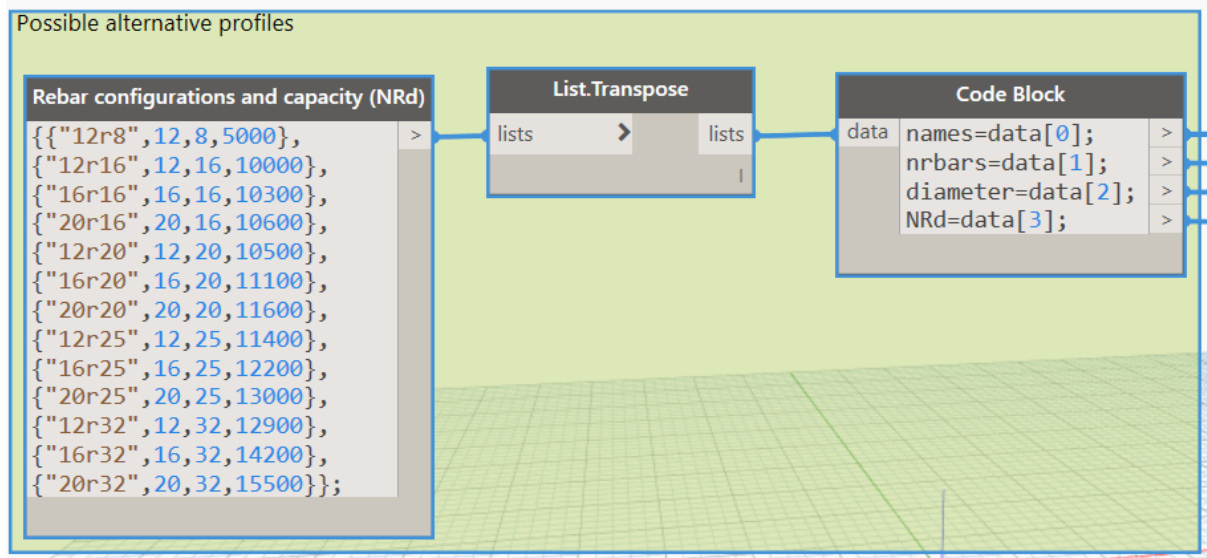 Possible alternative profiles
Rebar configurations and capacity (NRd)
{{"12r8",12,8,5000},
{"12r16",12,16,10000},
{"16r16",16,16,10300},
{"20r16",20,16,10600},
{"12r20",12,20,10500},
{"16r20",16,20,11100},
{"20r20",20,20,11600},
{"12r25",12,25,11400},
{"16r25",16,25,12200},
{"20r25",20,25,13000},
{"12r32",12,32,12900},
{"16r32",16,32,14200},
{"20r32",20,32,15500}};
>
List.Transpose
lists > lists
l
Code Block
data
names=data[0]; >
nrbars=data[1]; >
diameter=data[2]; >
NRd=data[3]; >